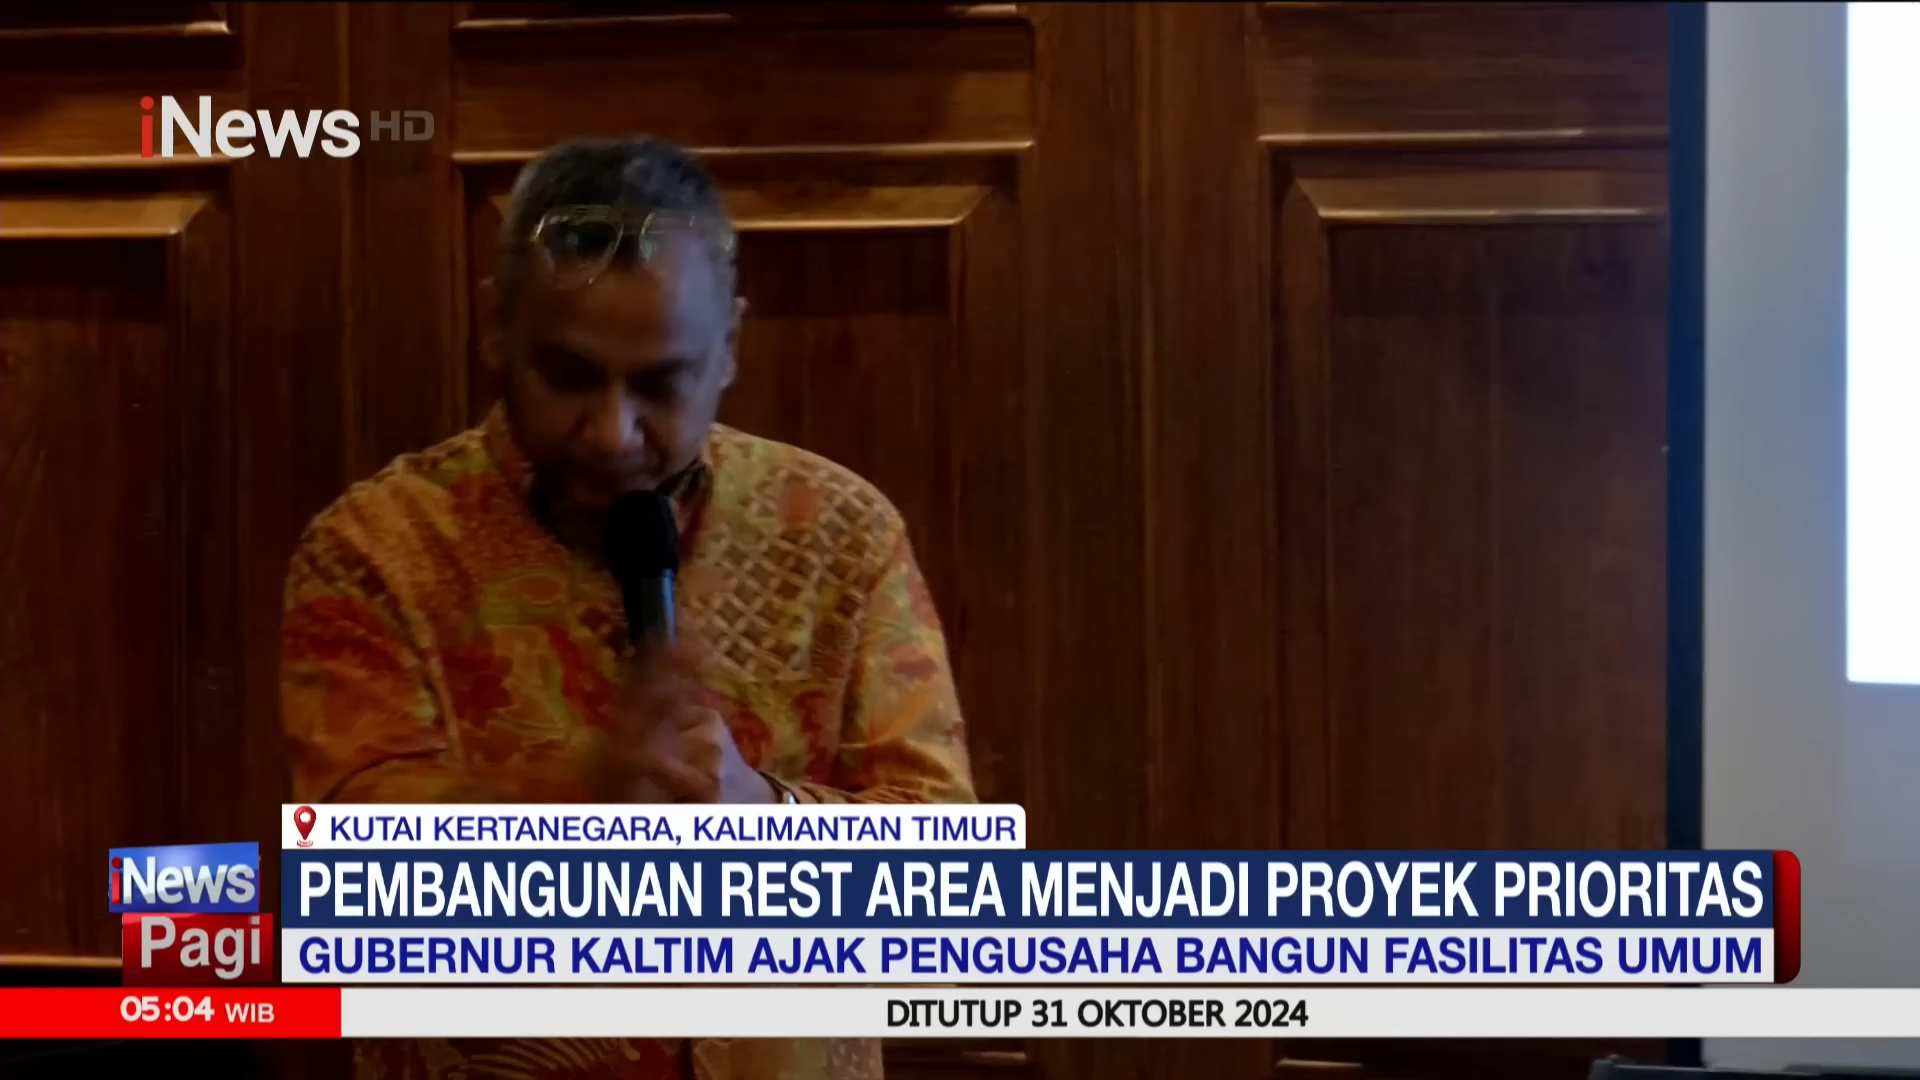 iNews HD
KUTAI KERTANEGARA, KALIMANTAN TIMUR
iNews
Pagi
PEMBANGUNAN REST AREA MENJADI PROYEK PRIORITAS
GUBERNUR KALTIM AJAK PENGUSAHA BANGUN FASILITAS UMUM
05:04 WIB
DITUTUP 31 OKTOBER 2024